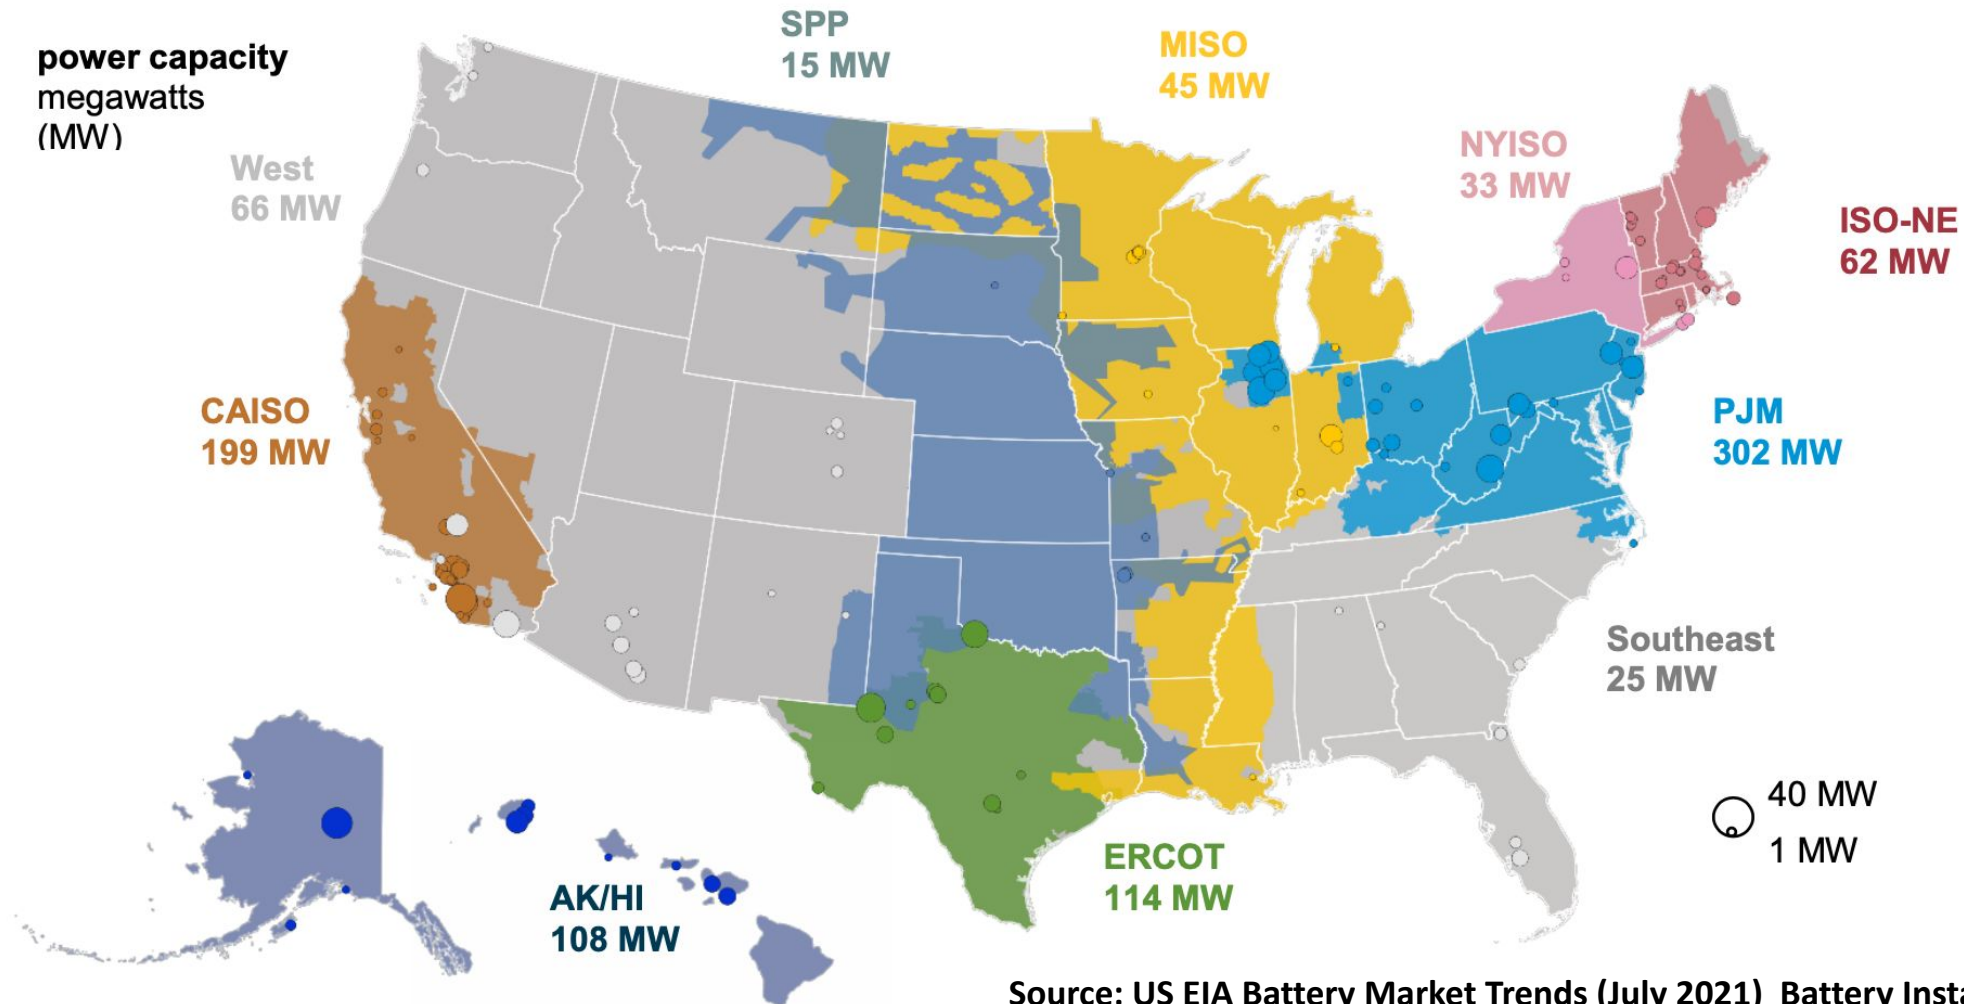 power capacity
megawatts
(MW)
SPP
15 MW
MISO
45 MW
West
66 MW
NYISO
33 MW
ISO-NE
62 MW
CAISO
199 MW
PJM
302 MW
Southeast
25 MW
40 MW
1 MW
ERCOT
114 MW
AK/HI
108 MW
Source: US EIA Battery Market Trends (July 2021) Battery